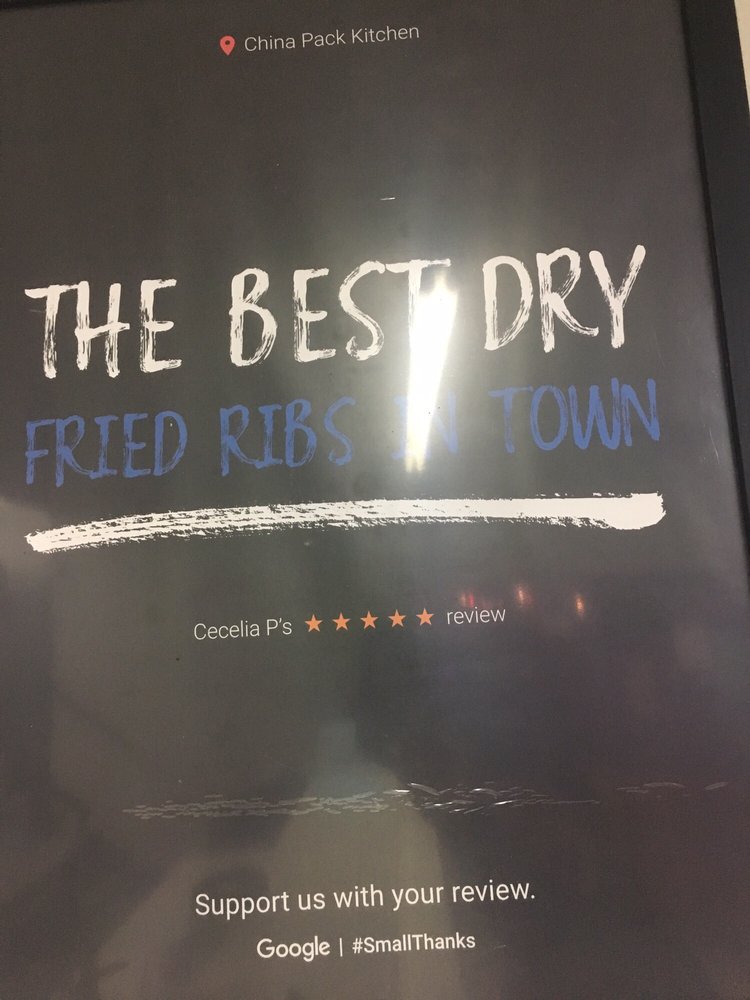 China Pack Kitchen
THE BEST DRY
FRIED RIBS IN TOWN
Cecelia P's ★★★★★ review
Support us with your review.
Google | #SmallThanks